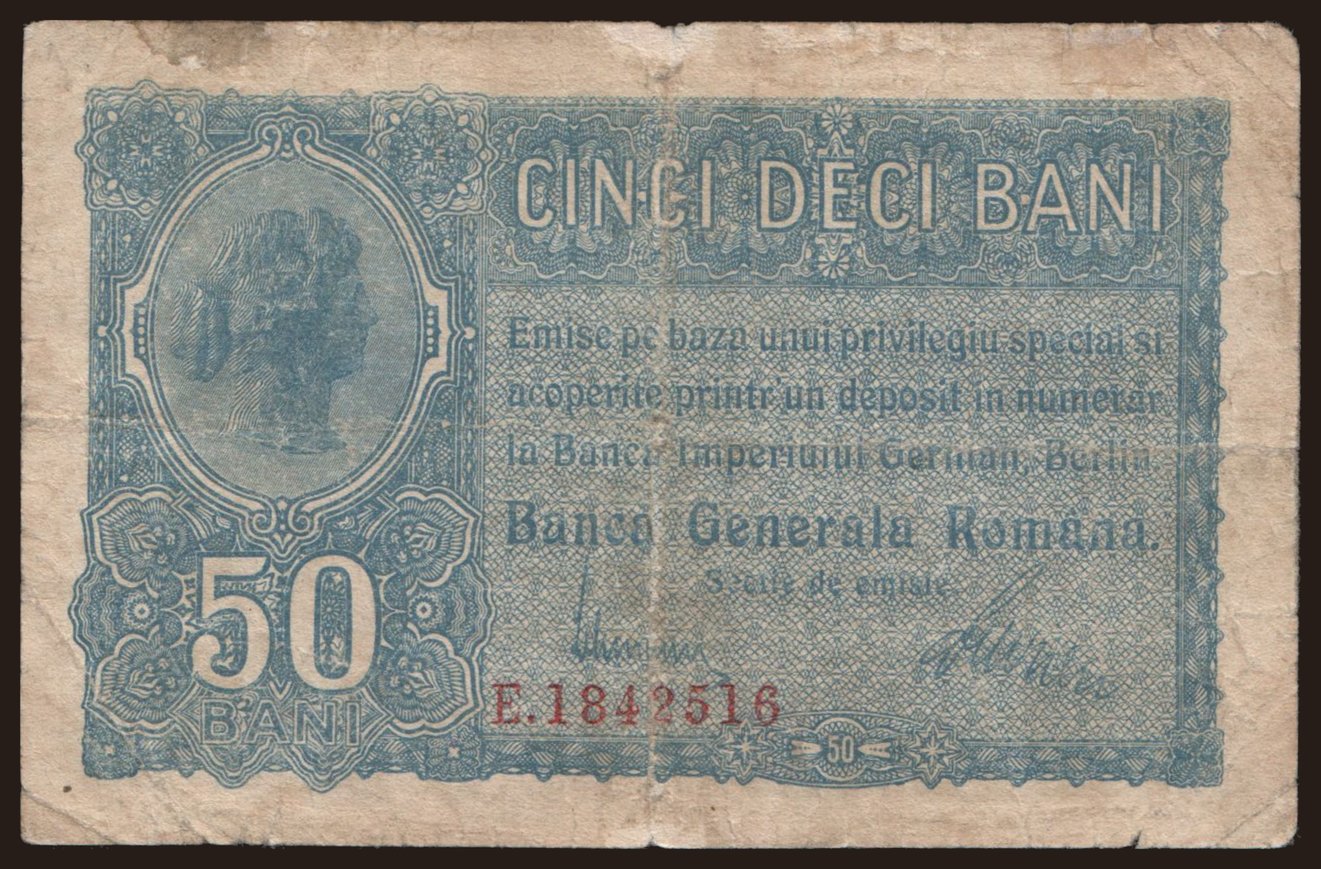 CINCI DECI BANI
Emise pe baza unui privilegiu special si
acoperite printr'un deposit in numerar
la Banca Imperiului German, Berlin.
Banca Generala Romana.
Sectia de emisie
50
BANI
E.1842516
50